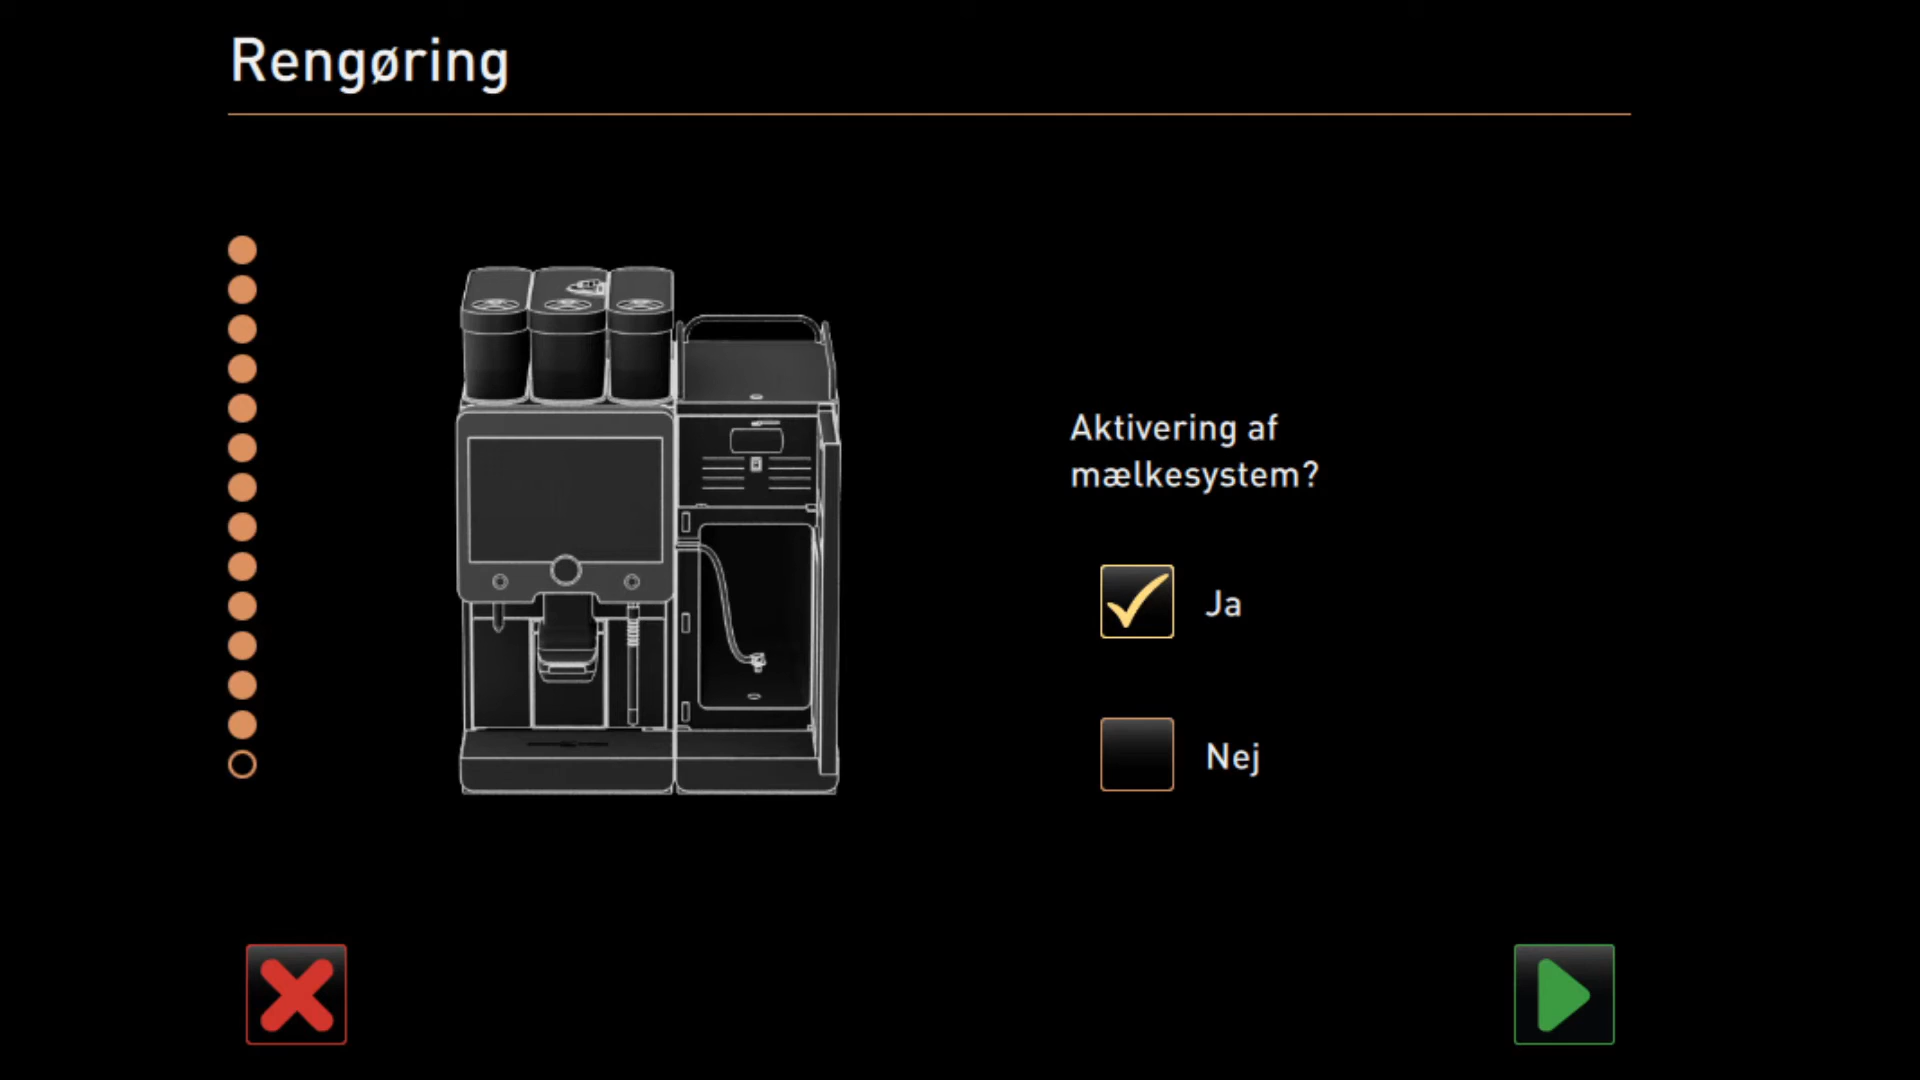 Rengøring
Aktivering af
mælkesystem?
Ja
Nej